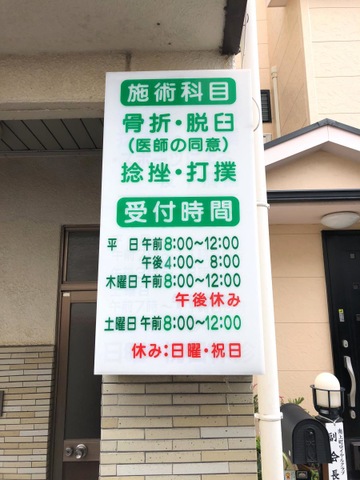 施術科目
骨折・脱臼
(医師の同意)
捻挫・打撲
受付時間
平 日 午前8:00~12:00
午後4:00~ 8:00
木曜日 午前8:00~12:00
午後休み
土曜日 午前8:00~12:00
休み:日曜・祝日
副会長